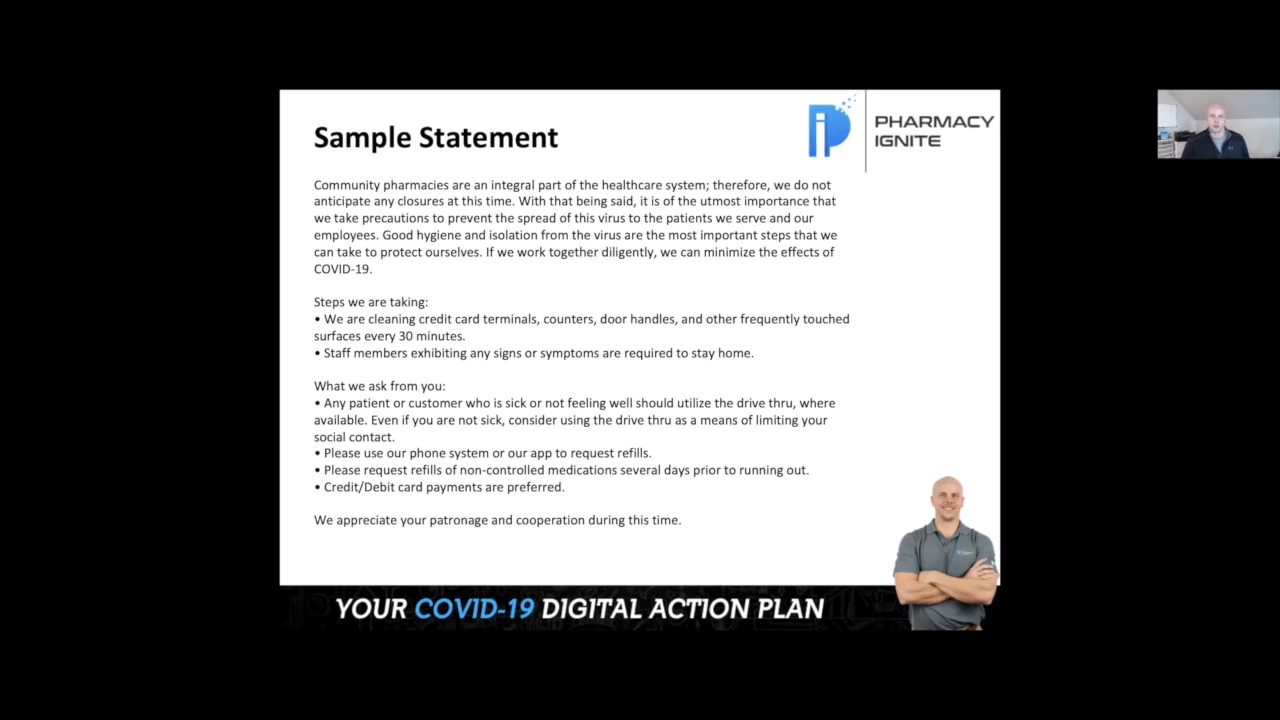 Sample Statement
PHARMACY
IGNITE
Community pharmacies are an integral part of the healthcare system; therefore, we do not
anticipate any closures at this time. With that being said, it is of the utmost importance that
we take precautions to prevent the spread of this virus to the patients we serve and our
employees. Good hygiene and isolation from the virus are the most important steps that we
can take to protect ourselves. If we work together diligently, we can minimize the effects of
COVID-19.
Steps we are taking:
• We are cleaning credit card terminals, counters, door handles, and other frequently touched
surfaces every 30 minutes.
• Staff members exhibiting any signs or symptoms are required to stay home.
What we ask from you:
• Any patient or customer who is sick or not feeling well should utilize the drive thru, where
available. Even if you are not sick, consider using the drive thru as a means of limiting your
social contact.
• Please use our phone system or our app to request refills.
• Please request refills of non-controlled medications several days prior to running out.
• Credit/Debit card payments are preferred.
We appreciate your patronage and cooperation during this time.
YOUR COVID-19 DIGITAL ACTION PLAN